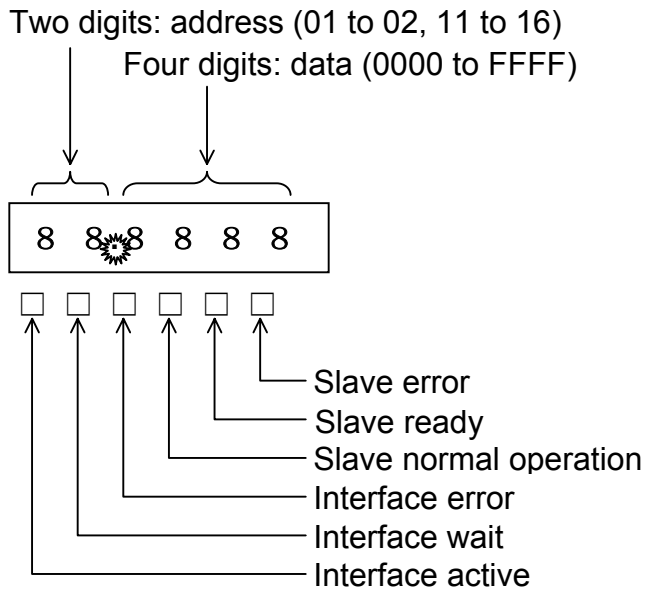 Two digits: address (01 to 02, 11 to 16)
Four digits: data (0000 to FFFF)
8 8 8 8 8 8
Slave error
Slave ready
Slave normal operation
Interface error
Interface wait
Interface active